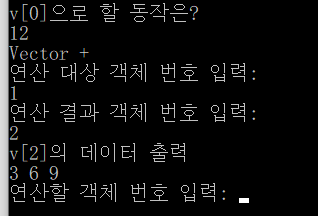 v[0]으로 할 동작은?
12
Vector +
연산 대상 객체 번호 입력:
1
연산 결과 객체 번호 입력:
2
v[2]의 데이터 출력
3 6 9
연산할 객체 번호 입력: